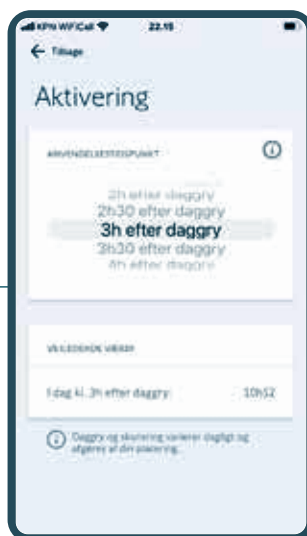 KPN WiFiCall 22.15
Tilbage
Aktivering
ANVENDELSESTIDSPUNKT
2h efter daggry
2h30 efter daggry
3h efter daggry
3h30 efter daggry
4h efter daggry
VEJLEDENDE VÆRDI
I dag kl. 3h efter daggry: 10h52
Daggry og skumring varierer dagligt og
afgøres af din placering.